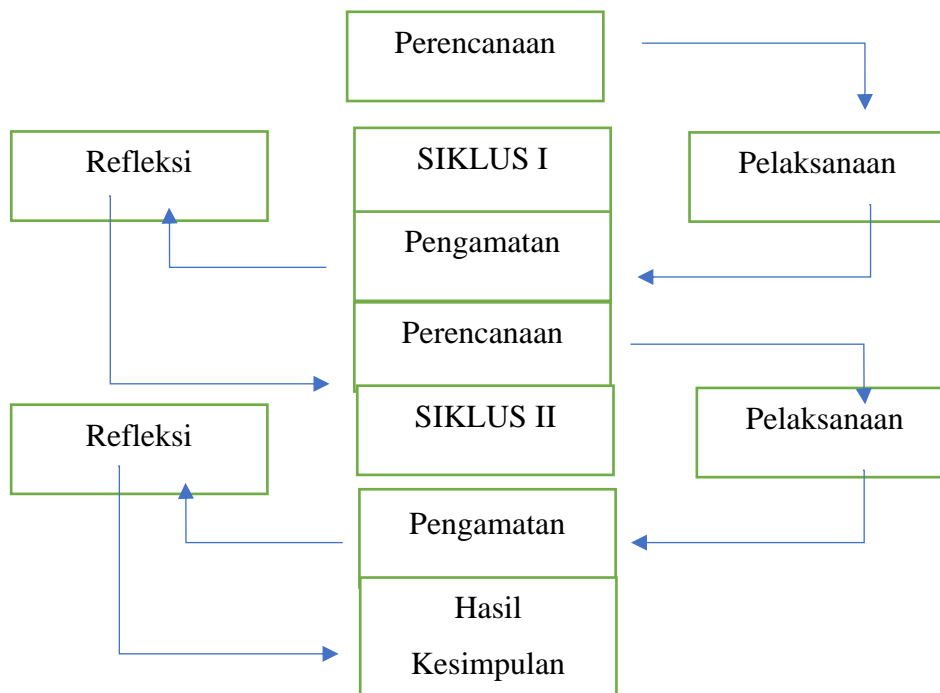 Perencanaan
Refleksi
SIKLUS I
Pelaksanaan
Pengamatan
Perencanaan
Refleksi
SIKLUS II
Pelaksanaan
Pengamatan
Hasil
Kesimpulan